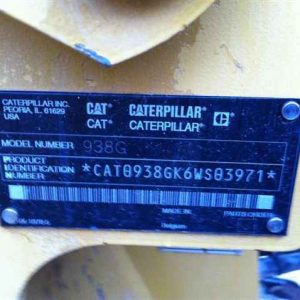 CATERPILLAR INC.
PEORIA, IL 61629
USA
CAT® CATERPILLAR®
CAT® CATERPILLAR®
MODEL NUMBER 938G
PRODUCT
IDENTIFICATION
NUMBER
*CAT0938GK6WS03971*
Made in
Belgium